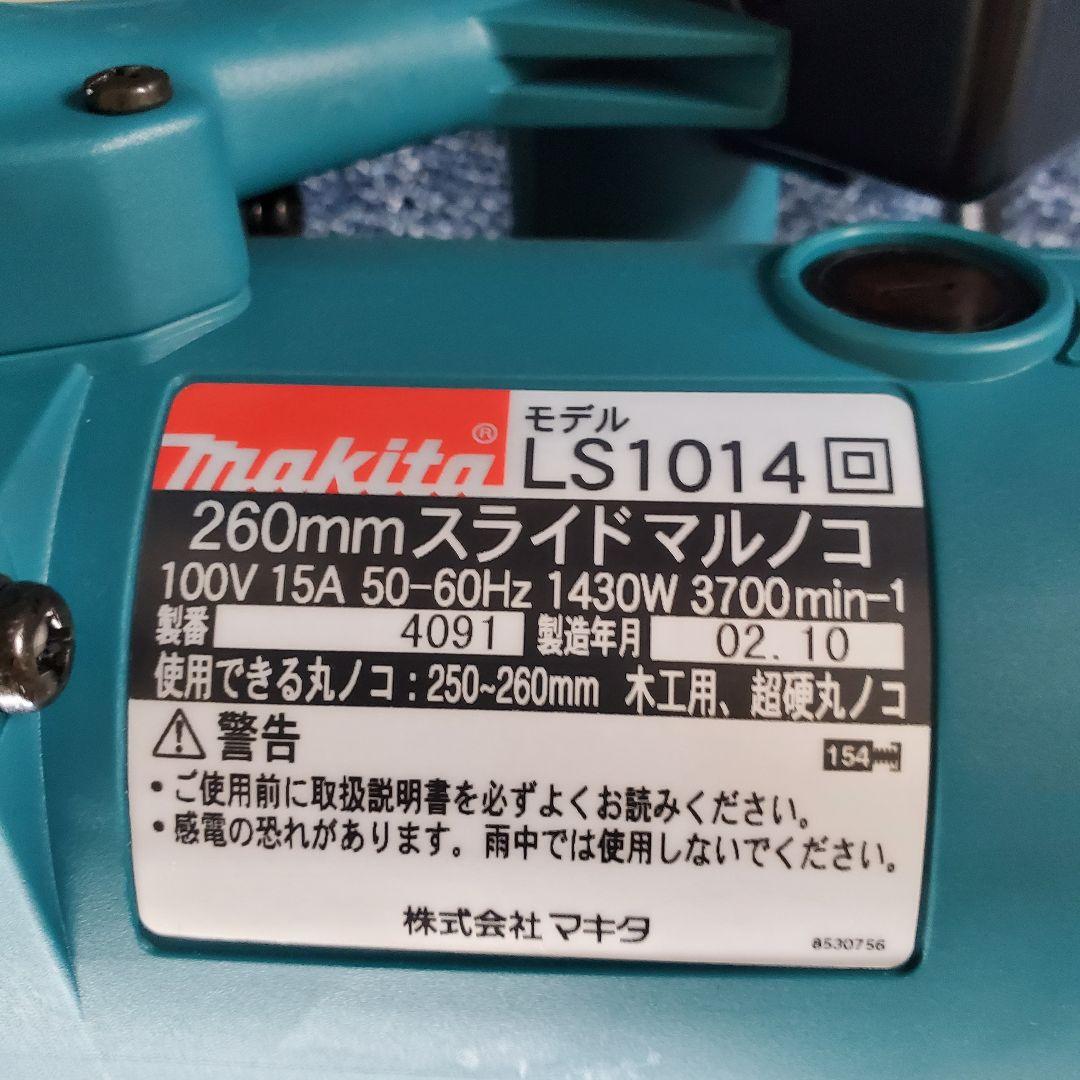 makita®
モデル
LS1014
260mmスライドマルノコ
100V 15A 50-60Hz 1430W 3700min-1
製番 4091 製造年月 02.10
使用できる丸ノコ:250~260mm 木工用、超硬丸ノコ
警告
154
・ご使用前に取扱説明書を必ずよくお読みください。
・感電の恐れがあります。雨中では使用しないでください。
株式会社マキタ
8530756